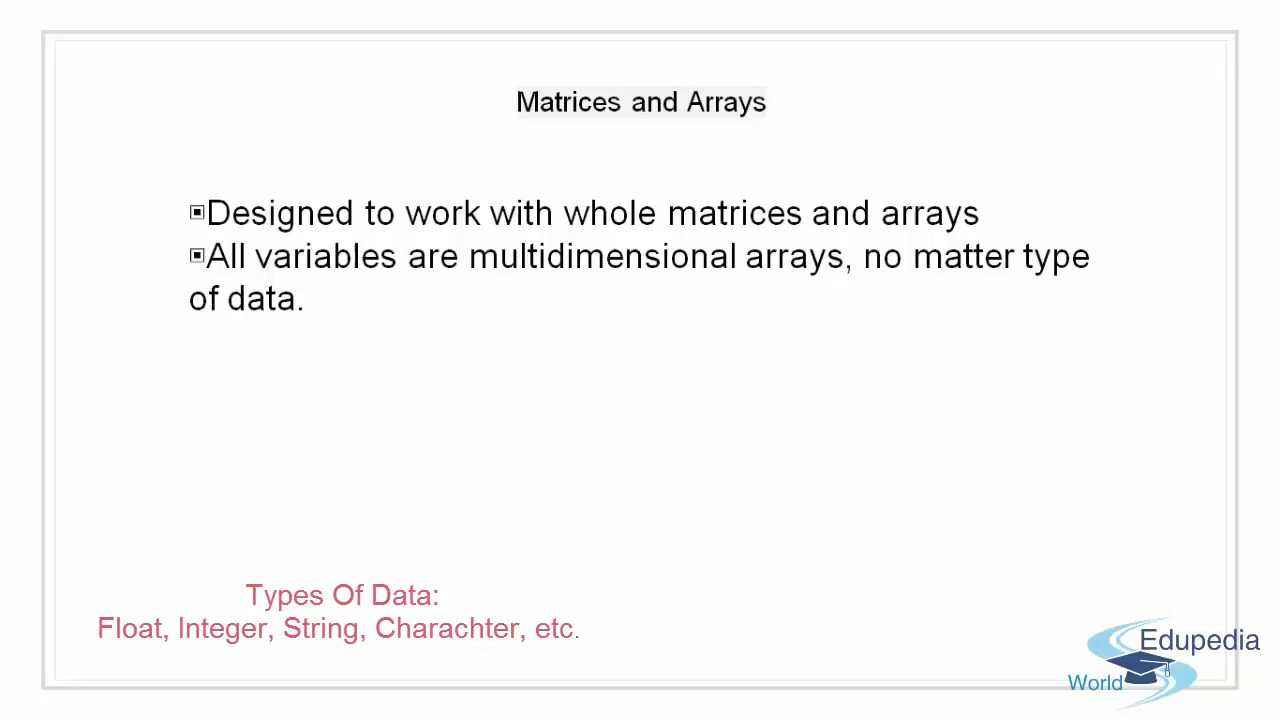 Matrices and Arrays
▣Designed to work with whole matrices and arrays
▣All variables are multidimensional arrays, no matter type
of data.
Types Of Data:
Float, Integer, String, Charachter, etc.
Edupedia
World